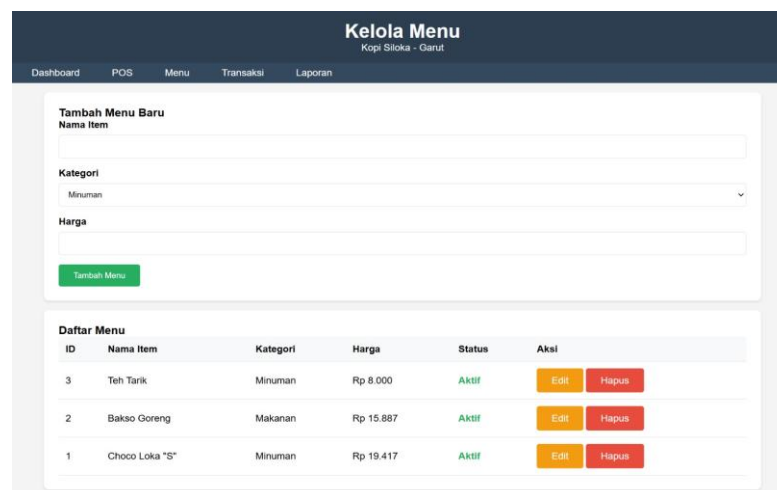 Kelola Menu
Kopi Siloka - Garut
Dashboard POS Menu Transaksi Laporan
Tambah Menu Baru
Nama Item
Kategori
Minuman
Harga
Tambah Menu
Daftar Menu
ID Nama Item Kategori Harga Status Aksi
3 Teh Tarik Minuman Rp 8.000 Aktif Edit Hapus
2 Bakso Goreng Makanan Rp 15.887 Aktif Edit Hapus
1 Choco Loka "S" Minuman Rp 19.417 Aktif Edit Hapus